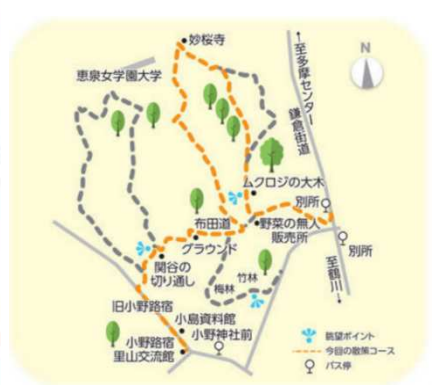 妙桜寺
←至多摩センター
鎌倉街道
N
恵泉女学園大学
ムクロジの大木
別所
布田道
野菜の無人
販売所
グラウンド
別所
関谷の
切り通し
竹林
梅林
至鶴川→
旧小野路宿
小島資料館
小野神社前
小野路
里山交流館
眺望ポイント
今回の散策コース
バス停